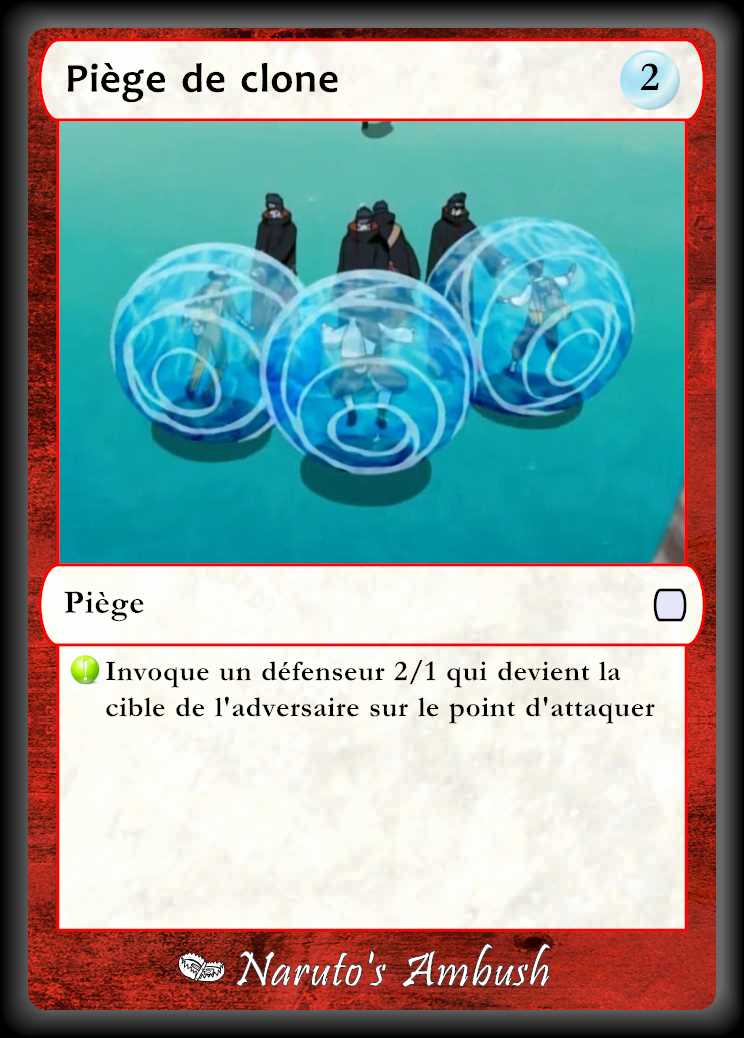 Piège de clone
2
Piège
Invoque un défenseur 2/1 qui devient la
cible de l'adversaire sur le point d'attaquer
Naruto's Ambush